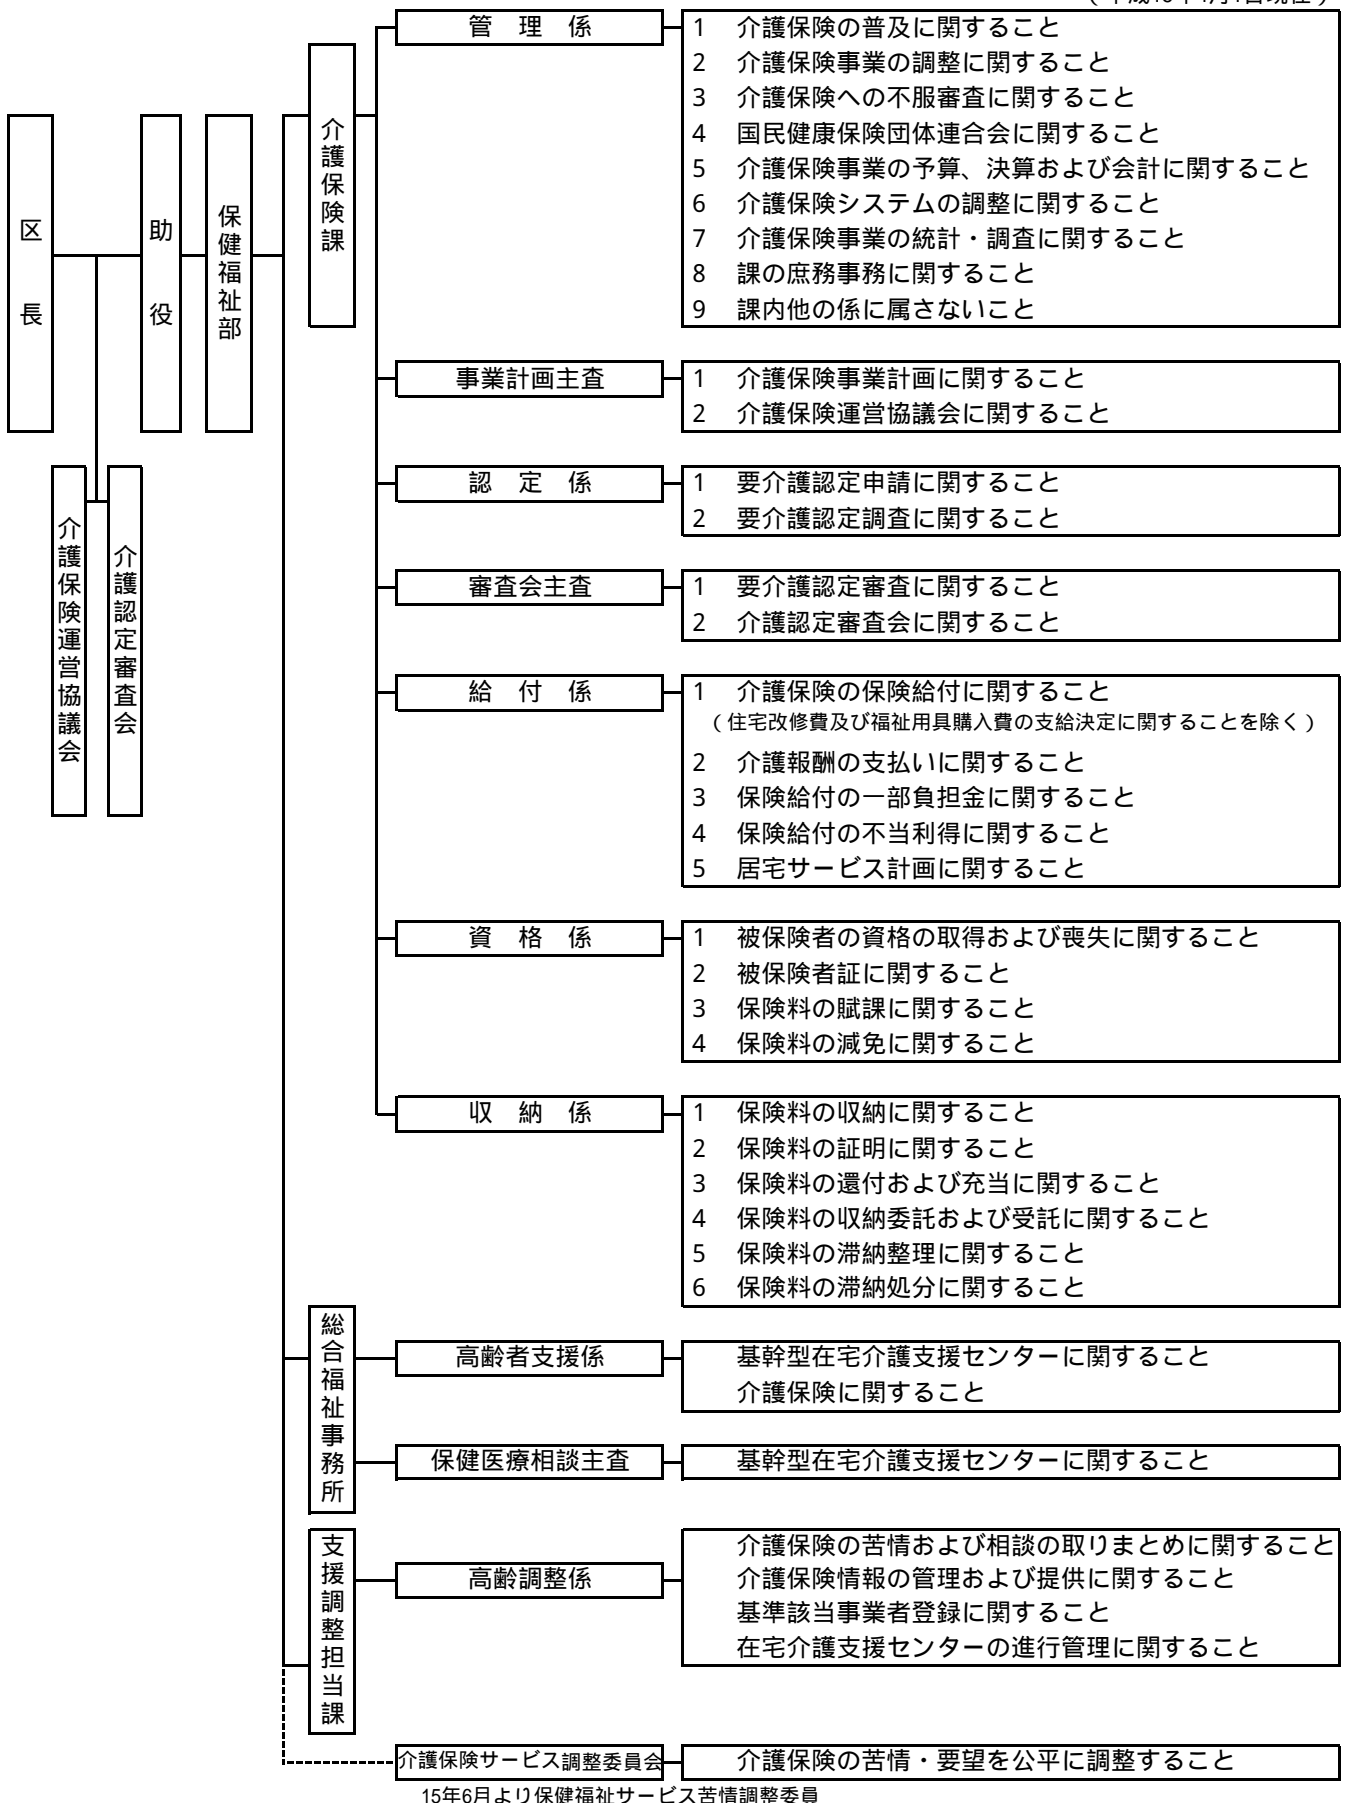 区長
助役
保健福祉部
介護保険運営協議会
介護認定審査会
介護保険課
管 理 係
1 介護保険の普及に関すること
2 介護保険事業の調整に関すること
3 介護保険への不服審査に関すること
4 国民健康保険団体連合会に関すること
5 介護保険事業の予算、決算および会計に関すること
6 介護保険システムの調整に関すること
7 介護保険事業の統計・調査に関すること
8 課の庶務事務に関すること
9 課内他の係に属さないこと
事業計画主査
1 介護保険事業計画に関すること
2 介護保険運営協議会に関すること
認 定 係
1 要介護認定申請に関すること
2 要介護認定調査に関すること
審査会主査
1 要介護認定審査に関すること
2 介護認定審査会に関すること
給 付 係
1 介護保険の保険給付に関すること
（住宅改修費及び福祉用具購入費の支給決定に関することを除く）
2 介護報酬の支払いに関すること
3 保険給付の一部負担金に関すること
4 保険給付の不当利得に関すること
5 居宅サービス計画に関すること
資 格 係
1 被保険者の資格の取得および喪失に関すること
2 被保険者証に関すること
3 保険料の賦課に関すること
4 保険料の減免に関すること
収 納 係
1 保険料の収納に関すること
2 保険料の証明に関すること
3 保険料の還付および充当に関すること
4 保険料の収納委託および受託に関すること
5 保険料の滞納整理に関すること
6 保険料の滞納処分に関すること
総合福祉事務所
高齢者支援係
基幹型在宅介護支援センターに関すること
介護保険に関すること
保健医療相談主査
基幹型在宅介護支援センターに関すること
支援調整担当課
高齢調整係
介護保険の苦情および相談の取りまとめに関すること
介護保険情報の管理および提供に関すること
基準該当事業者登録に関すること
在宅介護支援センターの進行管理に関すること
介護保険サービス調整委員会
介護保険の苦情・要望を公平に調整すること
15年6月より保健福祉サービス苦情調整委員